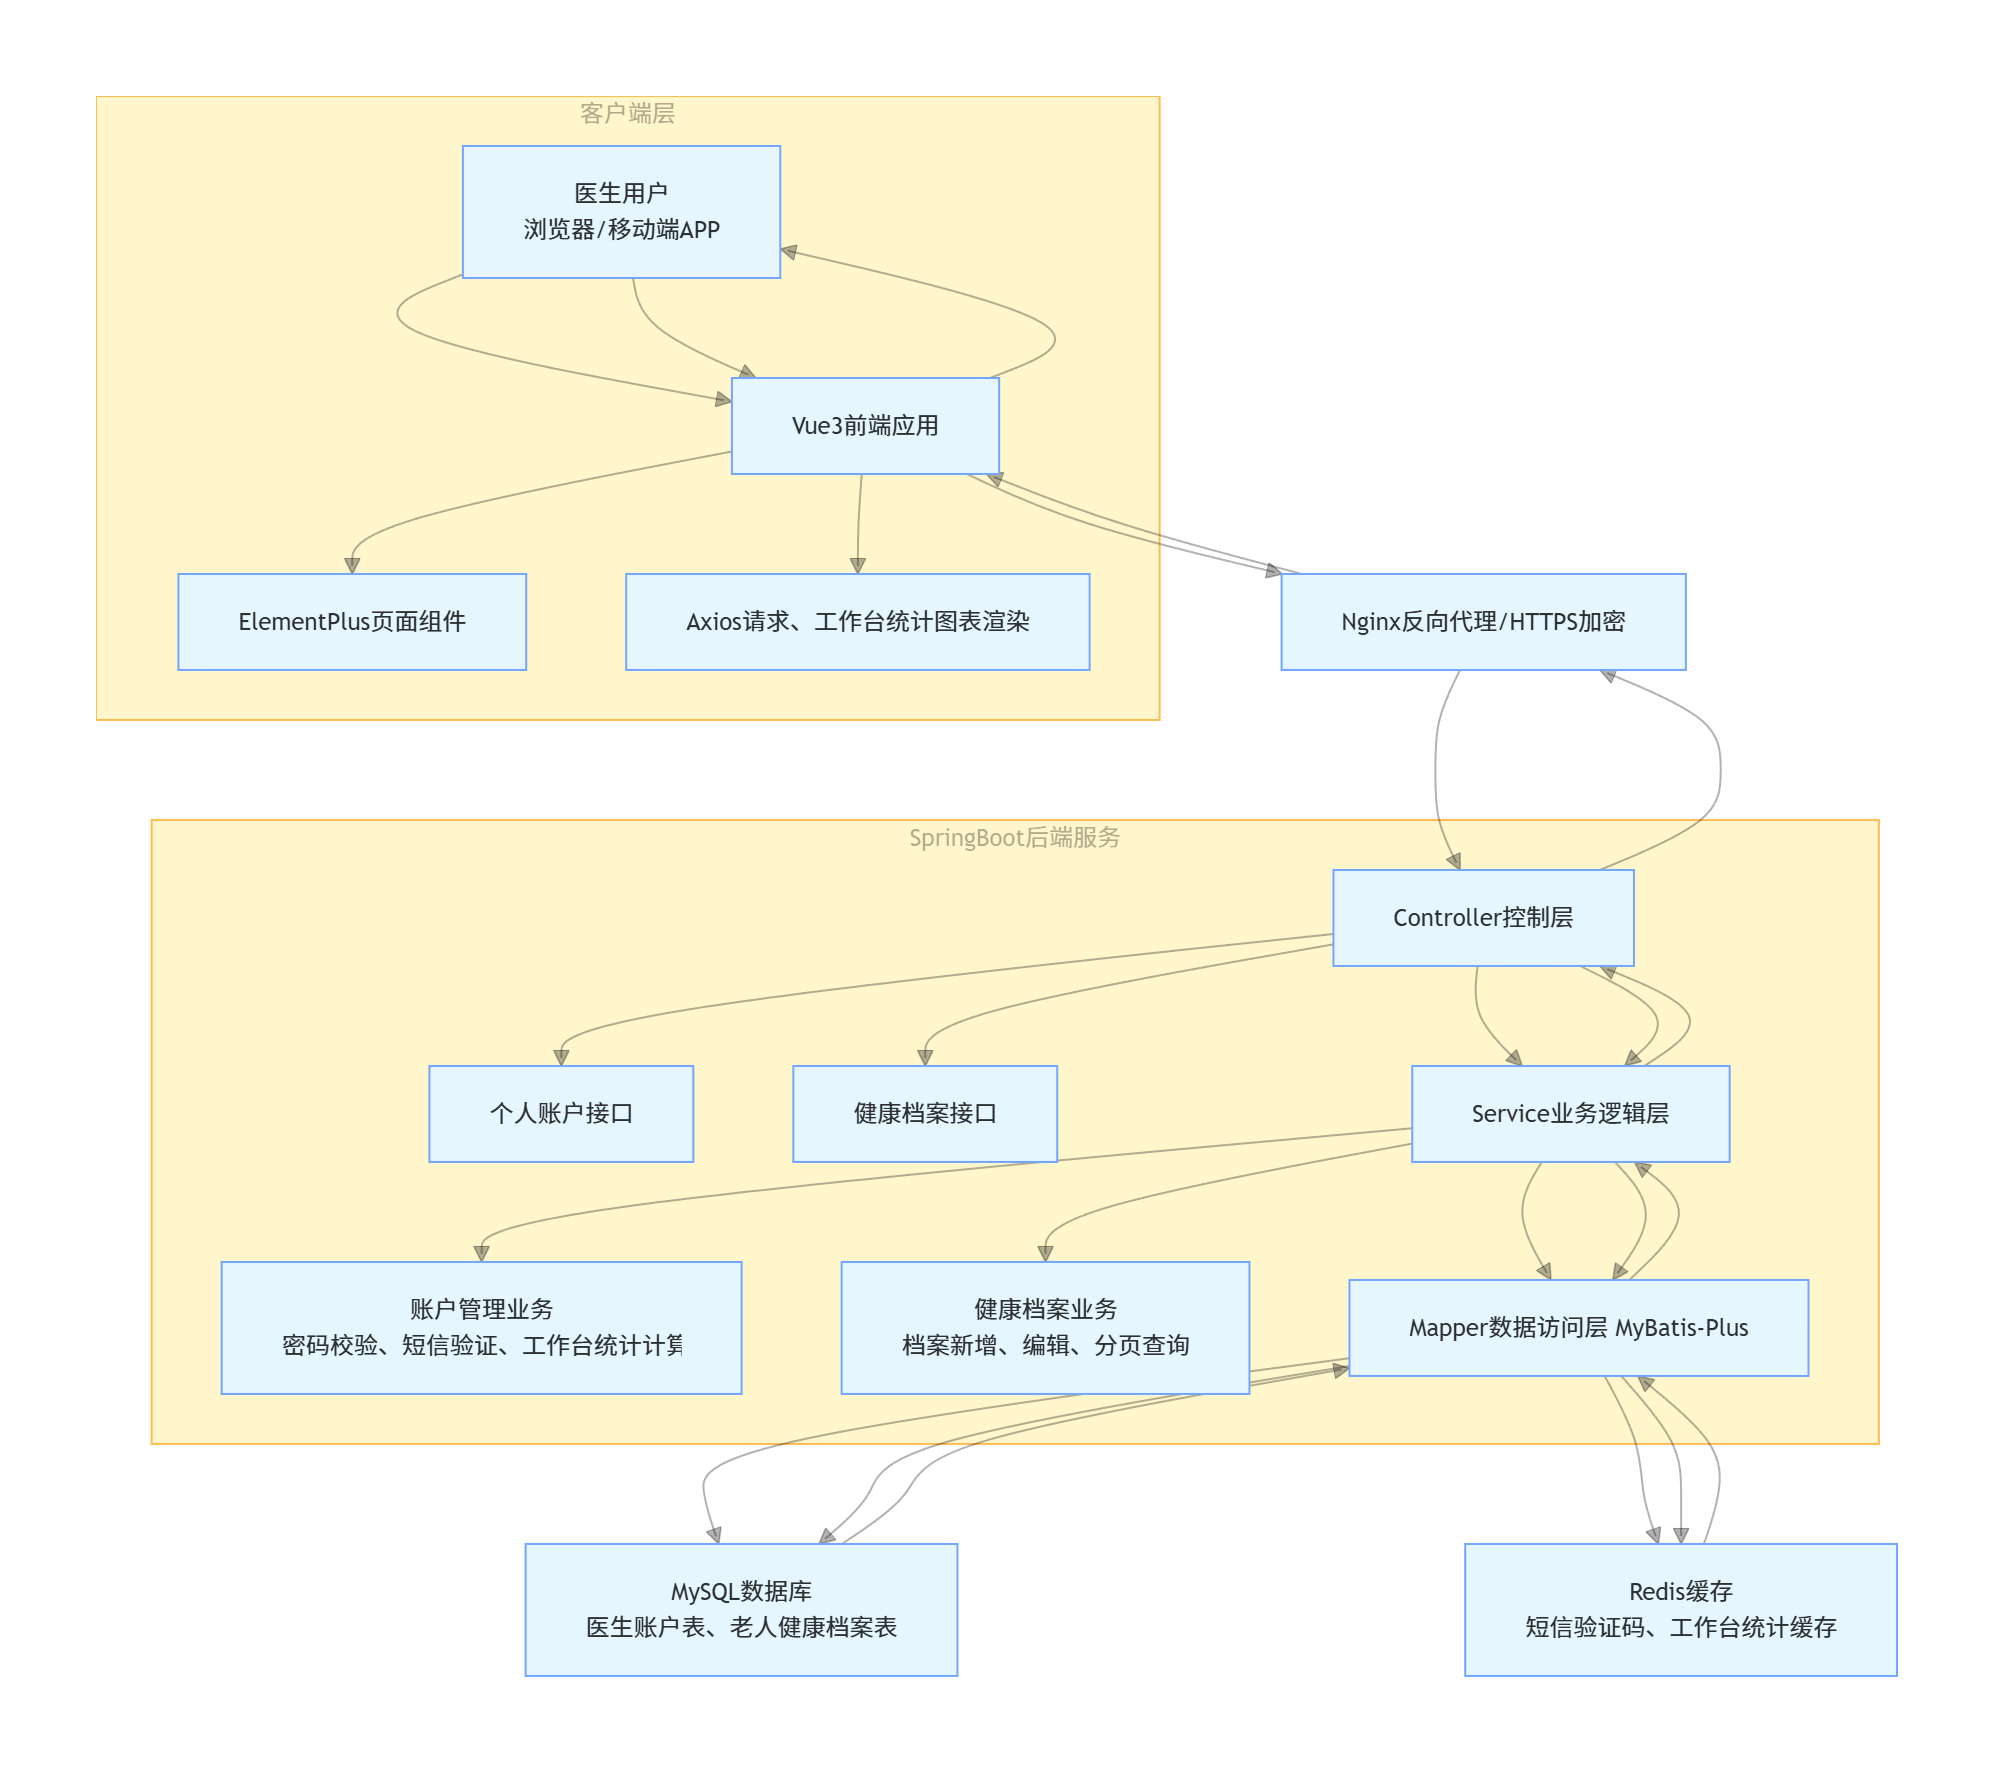 客户端层
医生用户
浏览器/移动端APP
Vue3前端应用
ElementPlus页面组件
Axios请求、工作台统计图表渲染
Nginx反向代理/HTTPS加密
SpringBoot后端服务
Controller控制层
个人账户接口
健康档案接口
Service业务逻辑层
账户管理业务
密码校验、短信验证、工作台统计计算
健康档案业务
档案新增、编辑、分页查询
Mapper数据访问层 MyBatis-Plus
MySQL数据库
医生账户表、老人健康档案表
Redis缓存
短信验证码、工作台统计缓存